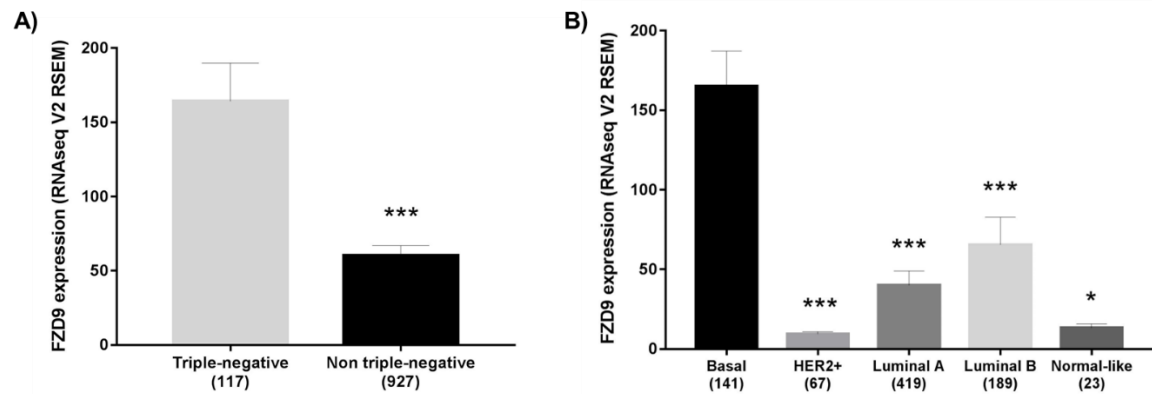 A)
FZD9 expression (RNAseq V2 RSEM)
200
150
100
50
0
***
Triple-negative
(117)
Non triple-negative
(927)
B)
FZD9 expression (RNAseq V2 RSEM)
200
150
100
50
0
***
***
***
*
Basal
(141)
HER2+
(67)
Luminal A
(419)
Luminal B
(189)
Normal-like
(23)